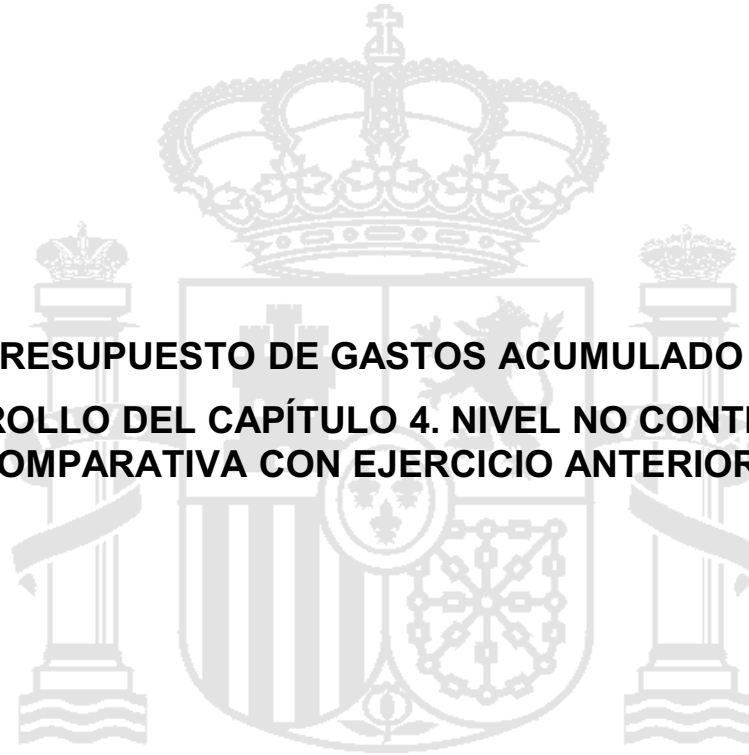 RESUPUESTO DE GASTOS ACUMULADO
ROLLO DEL CAPÍTULO 4. NIVEL NO CONT
OMPARATIVA CON EJERCICIO ANTERIOR